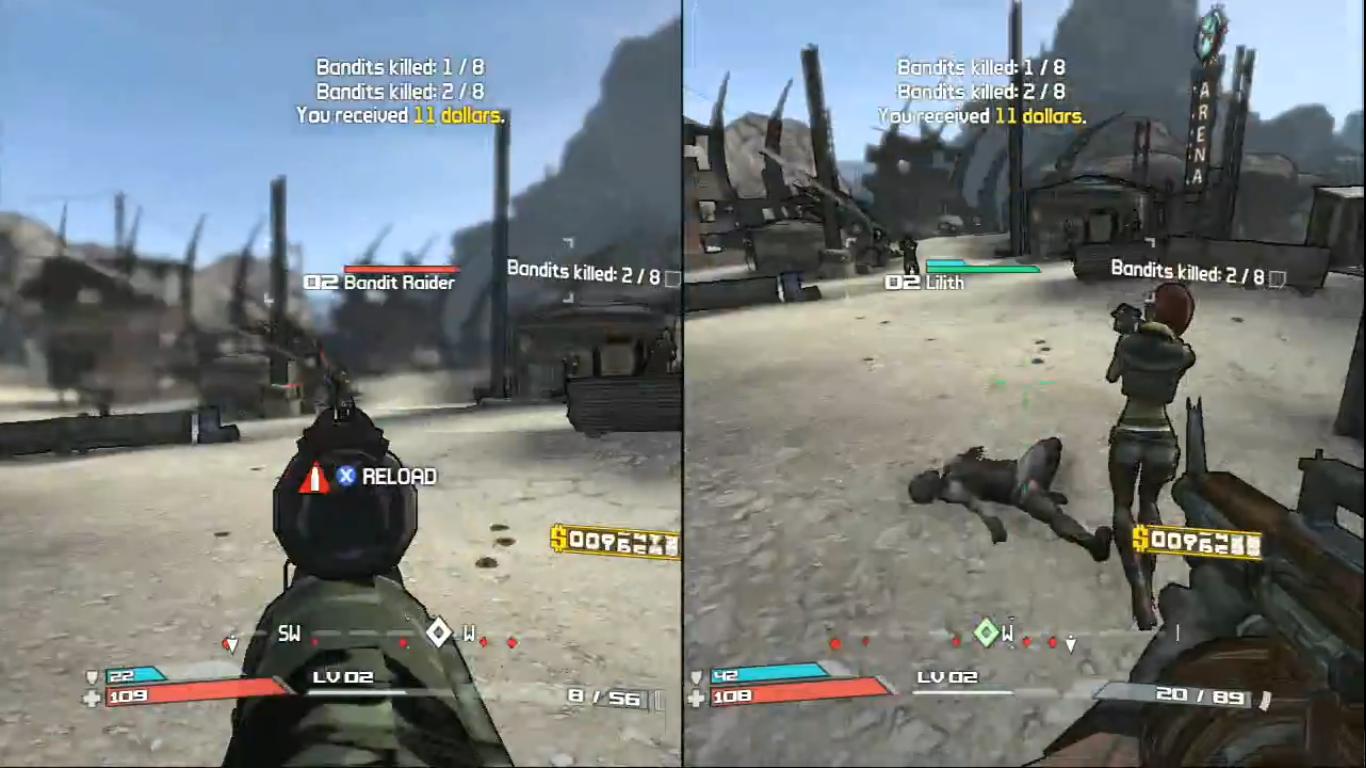 Bandits killed: 1 / 8
Bandits killed: 2 / 8
You received 11 dollars.
02 Bandit Raider
Bandits killed: 2 / 8
X RELOAD
SW
W
22
109
LV 02
8 / 56
Bandits killed: 1 / 8
Bandits killed: 2 / 8
You received 11 dollars.
ARENA
02 Lilith
Bandits killed: 2 / 8
W
42
108
LV 02
20 / 89